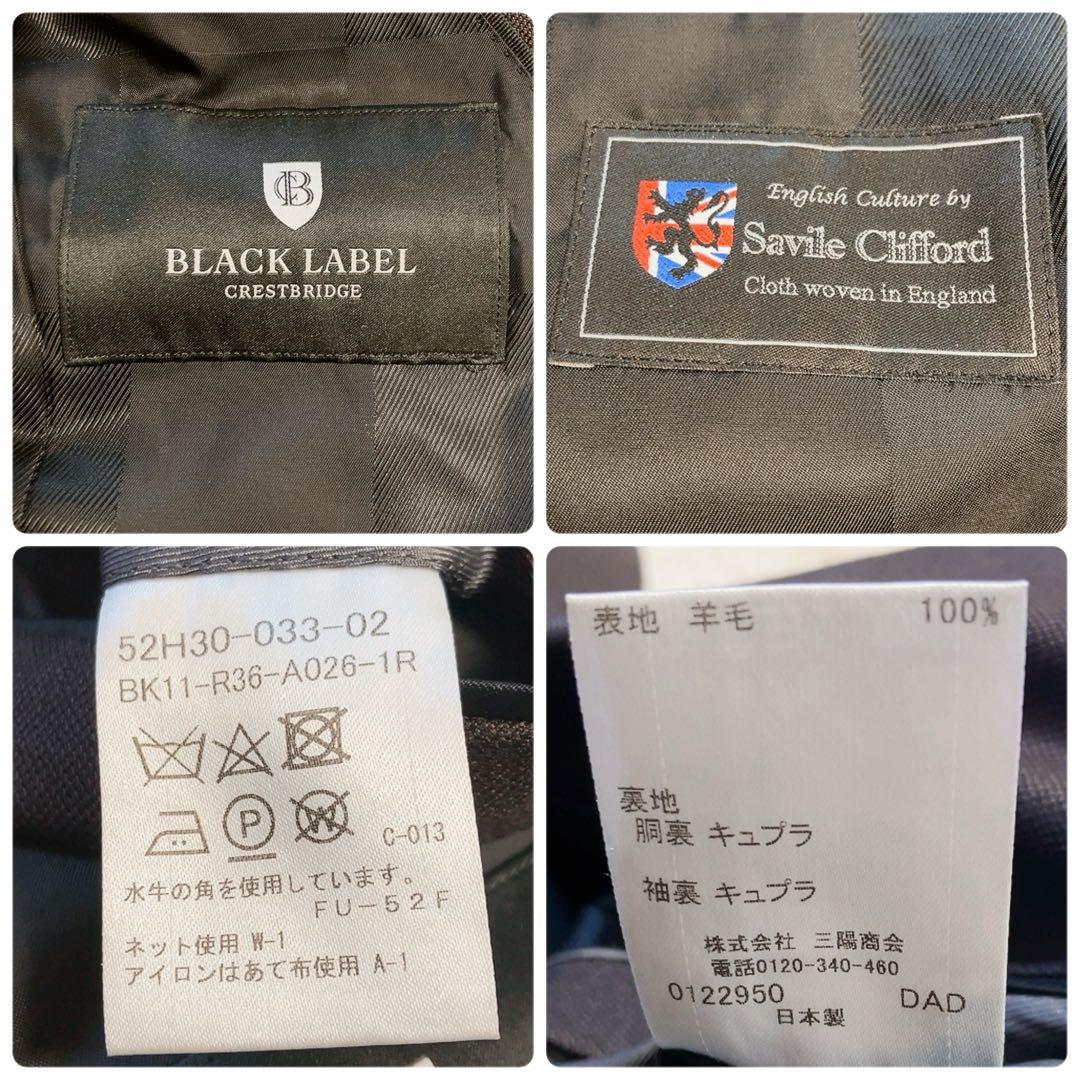 CB
BLACK LABEL
CRESTBRIDGE
English Culture by
Savile Clifford
Cloth woven in England
52H30-033-02
BK11-R36-A026-1R
P
W
C-013
水牛の角を使用しています。
FU-52F
ネット使用 W-1
アイロンはあて布使用 A-1
表地 羊毛 100%
裏地
胴裏 キュプラ
袖裏 キュプラ
株式会社 三陽商会
電話0120-340-460
0122950 DAD
日本製